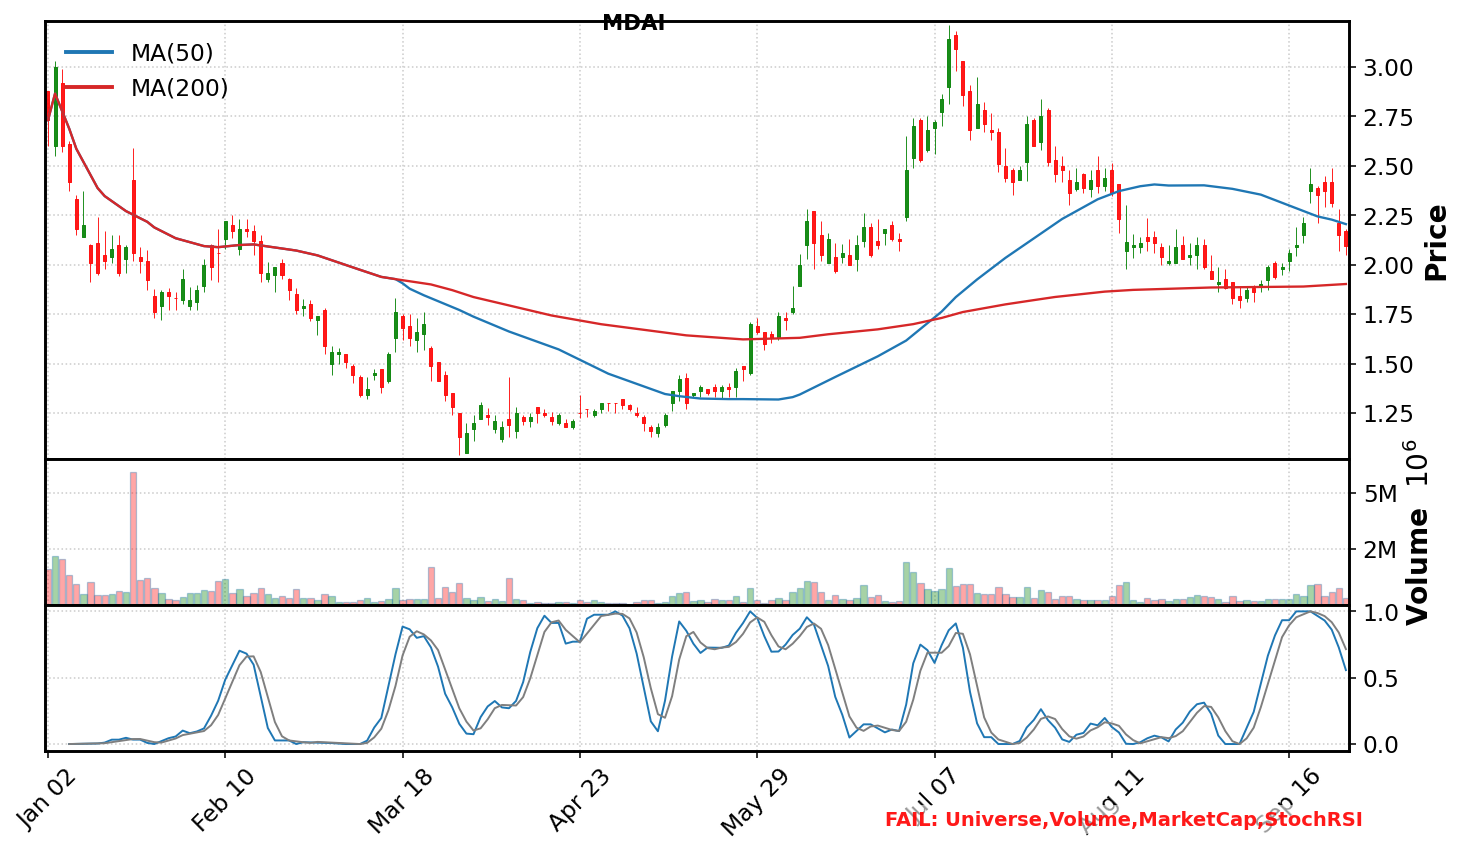 MDAI
MA(50)
MA(200)
3.00
2.75
2.50
2.25
2.00
1.75
1.50
1.25
Price
5M
2M
Volume 10^6
1.0
0.5
0.0
Jan 02
Feb 10
Mar 18
Apr 23
May 29
Jul 07
Aug 11
Sep 16
FAIL: Universe,Volume,MarketCap,StochRSI